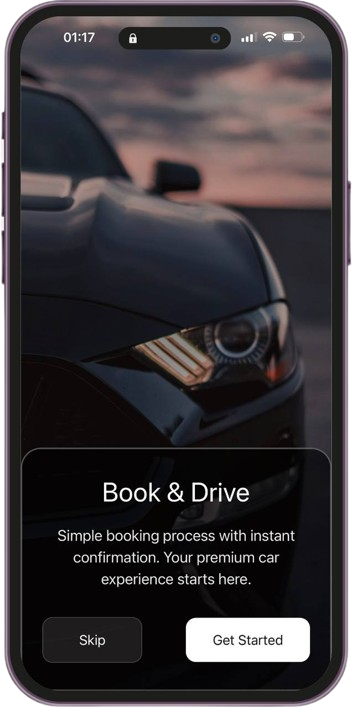 01:17
Book & Drive
Simple booking process with instant
confirmation. Your premium car
experience starts here.
Skip
Get Started